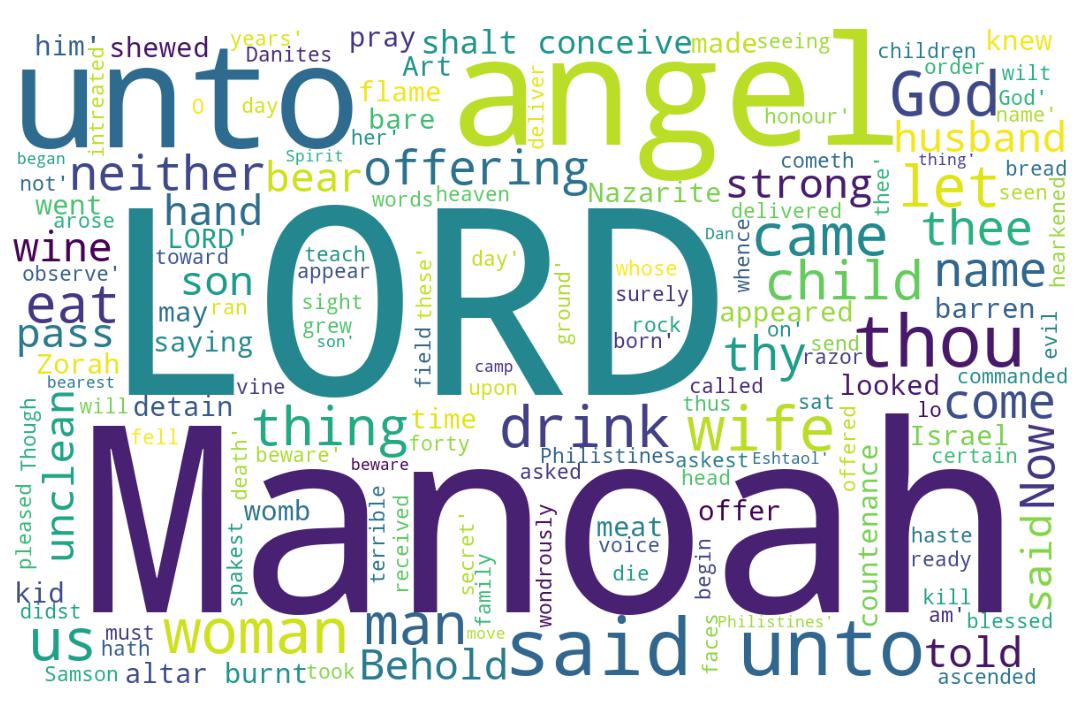 him' shewed years' Danites pray shalt conceive made seeing children knew
unto intreated O day Art flame bare her' angel deliver honour' God order wilt God' name' husband
began not' neither bear Spirit offering words heaven Nazarite strong cometh thee' thing' let bread seen
went arose hand LORD' delivered Dan whence came thee hearkened
wine observe' toward son LORD teach appear sight grew son' field these' day' ground' whose surely rock born' child name
eat pass may ran saying appeared on' send thy razor thou barren evil
Zorah bearest vine camp upon called looked commanded
will detain thing time forty drink thus wife sat lo come
pleased Though unclean fell beware' death' beware asked Philistines askest Eshtaol' head offered Israel certain Now
Manoah womb spakest terrible received secret' family wondrously meat voice die begin offer countenance haste ready said
kid didst kill am' blessed
us must hath woman man move said unto faces Philistines' told
Samson altar burnt took Behold ascended